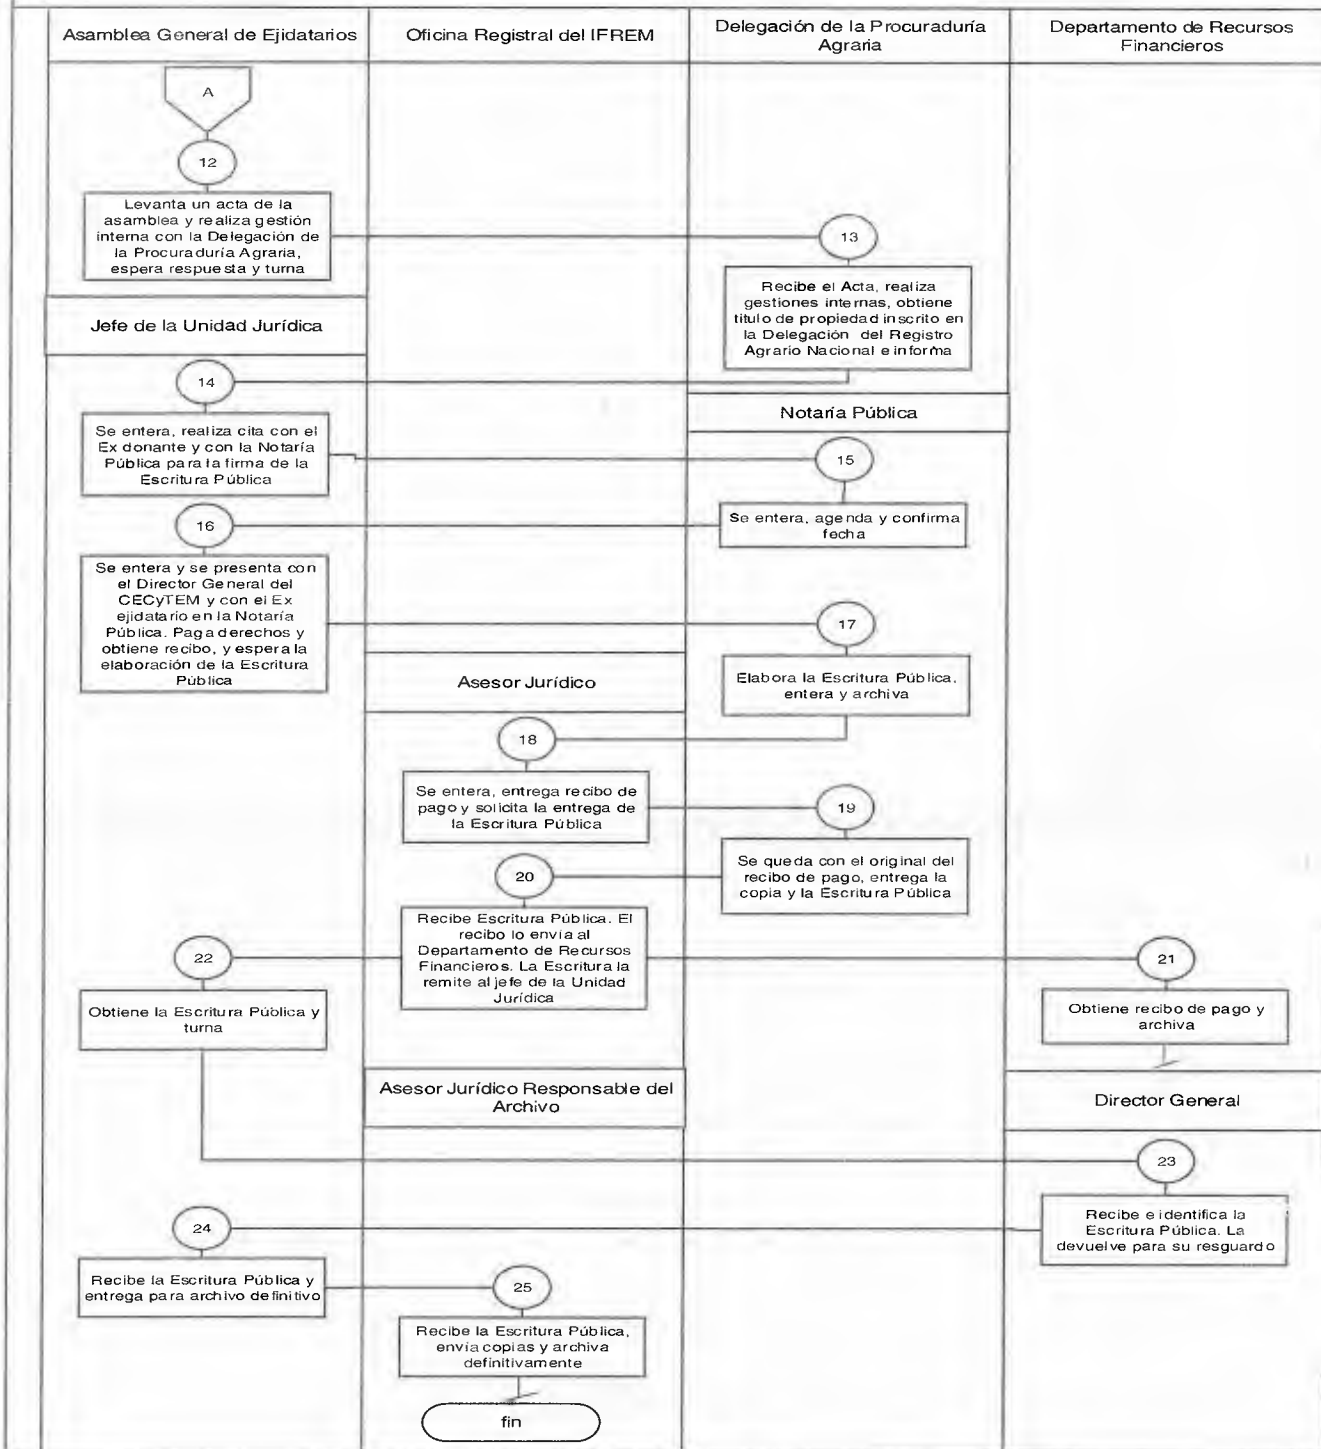 Asamblea General de Ejidatarios
Oficina Registral del IFREM
Delegación de la Procuraduría
Agraria
Departamento de Recursos
Financieros
A
12
Levanta un acta de la
asamblea y realiza gestión
interna con la Delegación de
la Procuraduría Agraria,
espera respuesta y turna
13
Recibe el Acta, realiza
gestiones internas, obtiene
título de propiedad inscrito en
la Delegación del Registro
Agrario Nacional e informa
Jefe de la Unidad Jurídica
14
Se entera, realiza cita con el
Ex donante y con la Notaría
Pública para la firma de la
Escritura Pública
Notaría Pública
15
Se entera, agenda y confirma
fecha
16
Se entera y se presenta con
el Director General del
CECyTEM y con el Ex
ejidatario en la Notaría
Pública. Paga derechos y
obtiene recibo, y espera la
elaboración de la Escritura
Pública
17
Elabora la Escritura Pública,
entera y archiva
Asesor Jurídico
18
Se entera, entrega recibo de
pago y solicita la entrega de
la Escritura Pública
19
Se queda con el original del
recibo de pago, entrega la
copia y la Escritura Pública
20
Recibe Escritura Pública. El
recibo lo envía al
Departamento de Recursos
Financieros. La Escritura la
remite al jefe de la Unidad
Jurídica
21
Obtiene recibo de pago y
archiva
22
Obtiene la Escritura Pública y
turna
Asesor Jurídico Responsable del
Archivo
Director General
23
Recibe e identifica la
Escritura Pública. La
devuelve para su resguardo
24
Recibe la Escritura Pública y
entrega para archivo definitivo
25
Recibe la Escritura Pública,
envía copias y archiva
definitivamente
fin